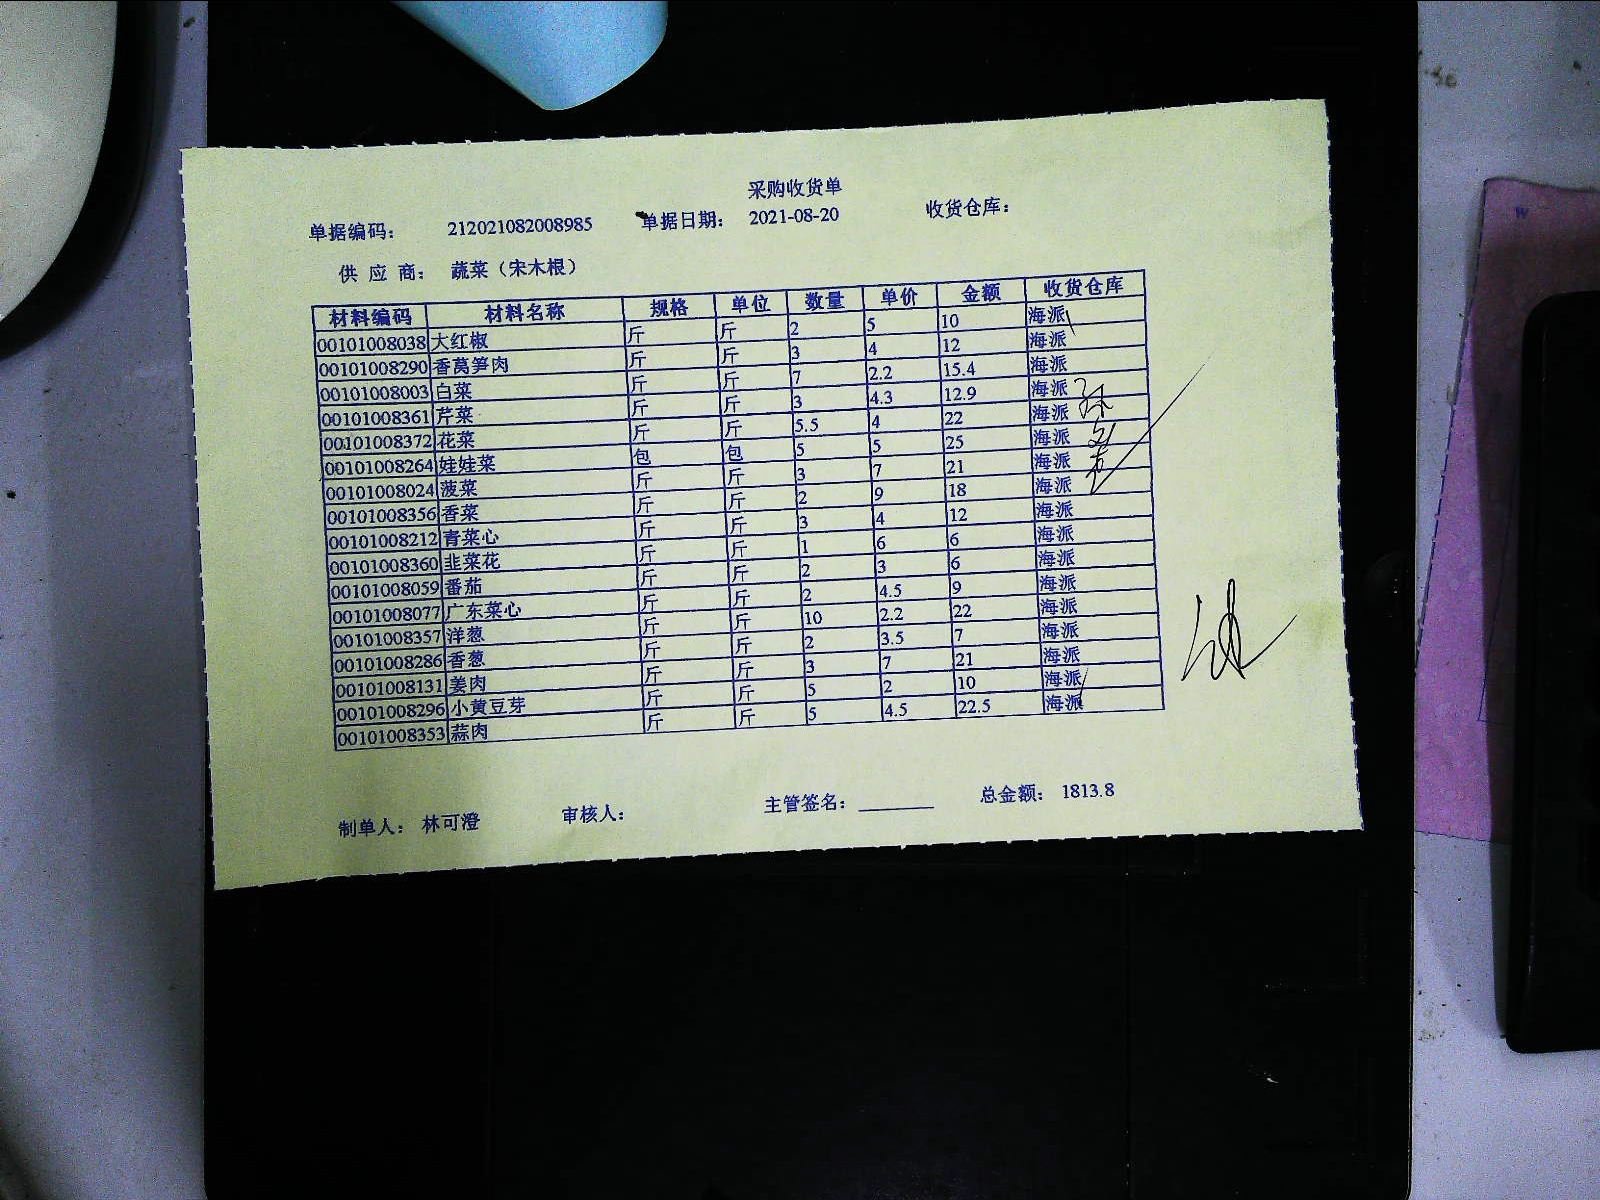 采购收货单
单据编码： 212021082008985 单据日期： 2021-08-20 收货仓库：
供 应 商： 蔬菜（宋木根）
材料编码 材料名称 规格 单位 数量 单价 金额 收货仓库
00101008038 大红椒 斤 斤 2 5 10 海派
00101008290 香莴笋肉 斤 斤 3 4 12 海派
00101008003 白菜 斤 斤 7 2.2 15.4 海派
00101008361 芹菜 斤 斤 3 4.3 12.9 海派
00101008372 花菜 斤 斤 5.5 4 22 海派
00101008264 娃娃菜 包 包 5 5 25 海派
00101008024 菠菜 斤 斤 3 7 21 海派
00101008356 香菜 斤 斤 2 9 18 海派
00101008212 青菜心 斤 斤 3 4 12 海派
00101008360 韭菜花 斤 斤 1 6 6 海派
00101008059 番茄 斤 斤 2 3 6 海派
00101008077 广东菜心 斤 斤 2 4.5 9 海派
00101008357 洋葱 斤 斤 10 2.2 22 海派
00101008286 香葱 斤 斤 2 3.5 7 海派
00101008131 姜肉 斤 斤 3 7 21 海派
00101008296 小黄豆芽 斤 斤 5 2 10 海派
00101008353 蒜肉 斤 斤 5 4.5 22.5 海派
制单人： 林可澄 审核人： 主管签名： 总金额： 1813.8